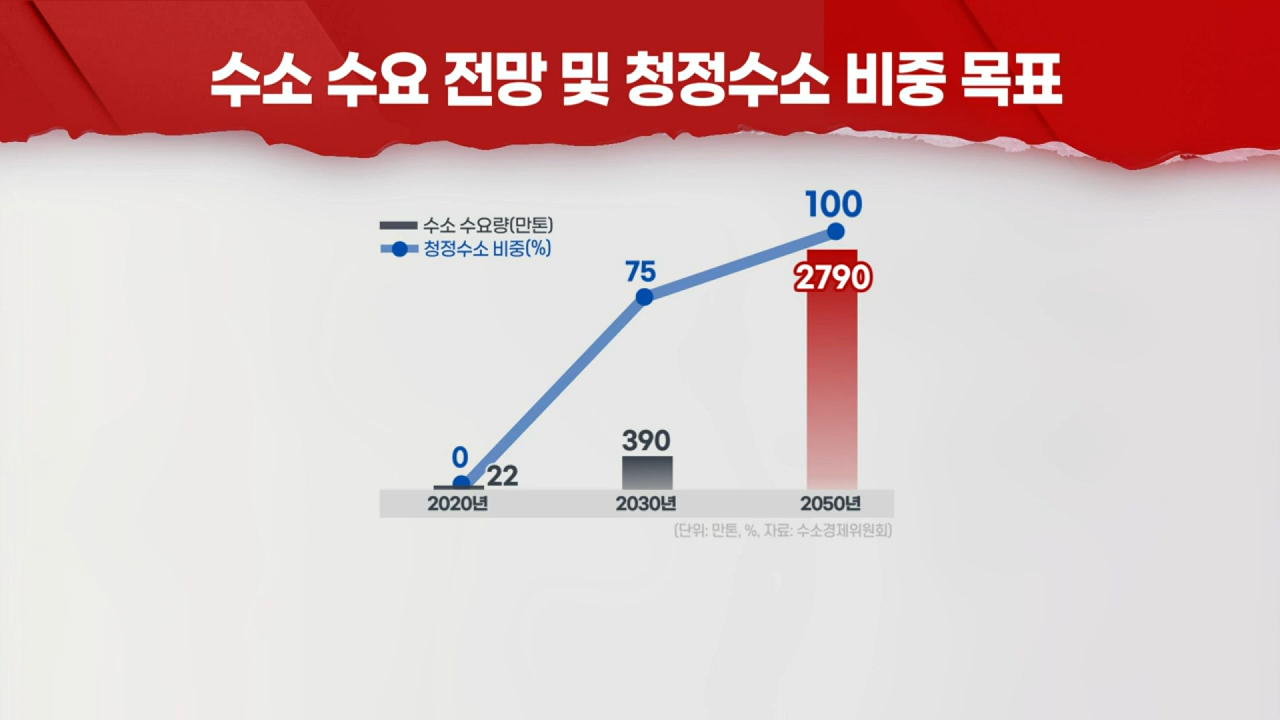 수소 수요 전망 및 청정수소 비중 목표
수소 수요량(만톤)
청정수소 비중(%)
0
22
75
390
100
2790
2020년
2030년
2050년
(단위: 만톤, %, 자료: 수소경제위원회)